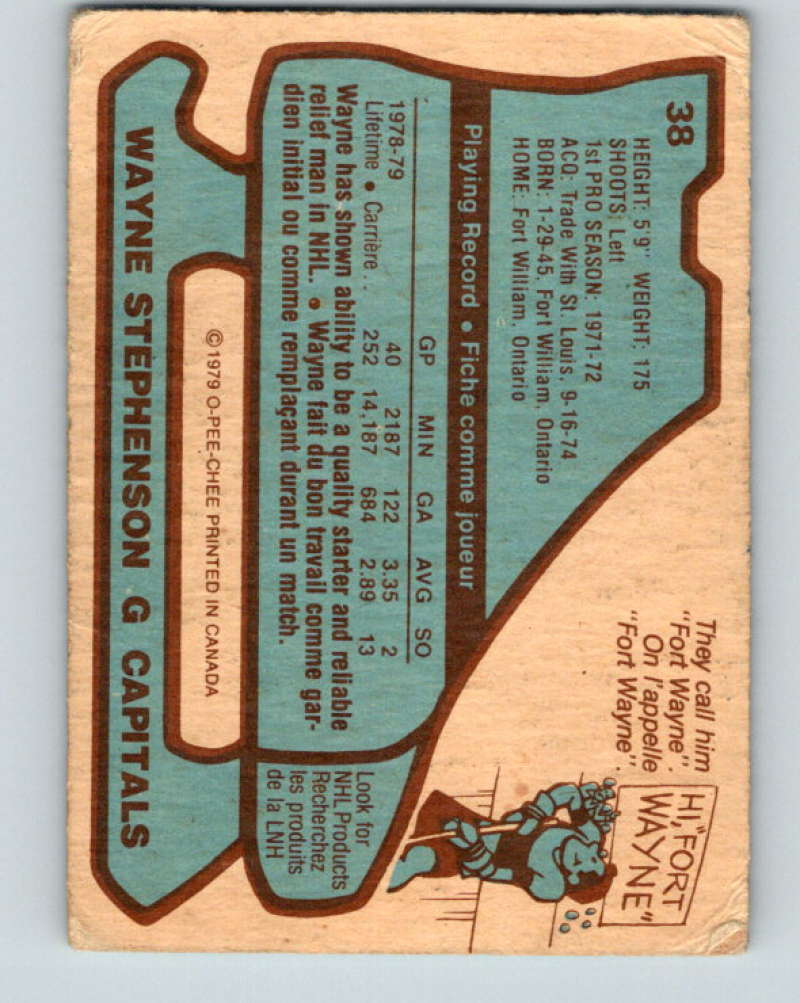 38
HEIGHT: 5'9" WEIGHT: 175
SHOOTS: Left
1st PRO SEASON: 1971-72
ACQ: Trade With St. Louis, 9-16-74
BORN: 1-29-45, Fort William, Ontario
HOME: Fort William, Ontario
They call him
"Fort Wayne".
On l'appelle
"Fort Wayne".
HI, "FORT
WAYNE"
Playing Record • Fiche comme joueur
GP MIN GA AVG SO
1978-79 40 2187 122 3.35 2
Lifetime • Carrière . . 252 14,187 684 2.89 13
Wayne has shown ability to be a quality starter and reliable
relief man in NHL. • Wayne fait du bon travail comme gar-
dien initial ou comme remplaçant durant un match.
Look for
NHL Products
Recherchez
les produits
de la LNH
©1979 O-PEE-CHEE PRINTED IN CANADA
WAYNE STEPHENSON G CAPITALS